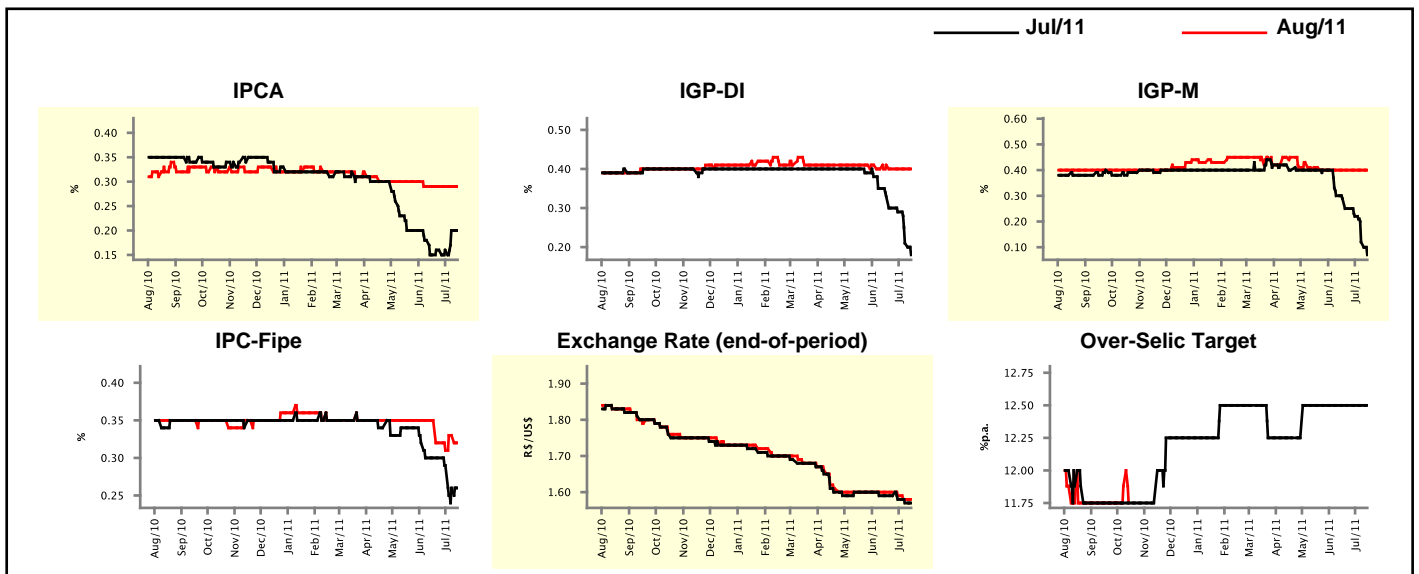 Jul/11 Aug/11
IPCA
%
0.40
0.35
0.30
0.25
0.20
0.15
Aug/10 Sep/10 Oct/10 Nov/10 Dec/10 Jan/11 Feb/11 Mar/11 Apr/11 May/11 Jun/11 Jul/11
IGP-DI
%
0.50
0.40
0.30
0.20
Aug/10 Sep/10 Oct/10 Nov/10 Dec/10 Jan/11 Feb/11 Mar/11 Apr/11 May/11 Jun/11 Jul/11
IGP-M
%
0.60
0.50
0.40
0.30
0.20
0.10
Aug/10 Sep/10 Oct/10 Nov/10 Dec/10 Jan/11 Feb/11 Mar/11 Apr/11 May/11 Jun/11 Jul/11
IPC-Fipe
%
0.40
0.35
0.30
0.25
Aug/10 Sep/10 Oct/10 Nov/10 Dec/10 Jan/11 Feb/11 Mar/11 Apr/11 May/11 Jun/11 Jul/11
Exchange Rate (end-of-period)
R$/US$
1.90
1.80
1.70
1.60
Aug/10 Sep/10 Oct/10 Nov/10 Dec/10 Jan/11 Feb/11 Mar/11 Apr/11 May/11 Jun/11 Jul/11
Over-Selic Target
%p.a.
12.75
12.50
12.25
12.00
11.75
Aug/10 Sep/10 Oct/10 Nov/10 Dec/10 Jan/11 Feb/11 Mar/11 Apr/11 May/11 Jun/11 Jul/11